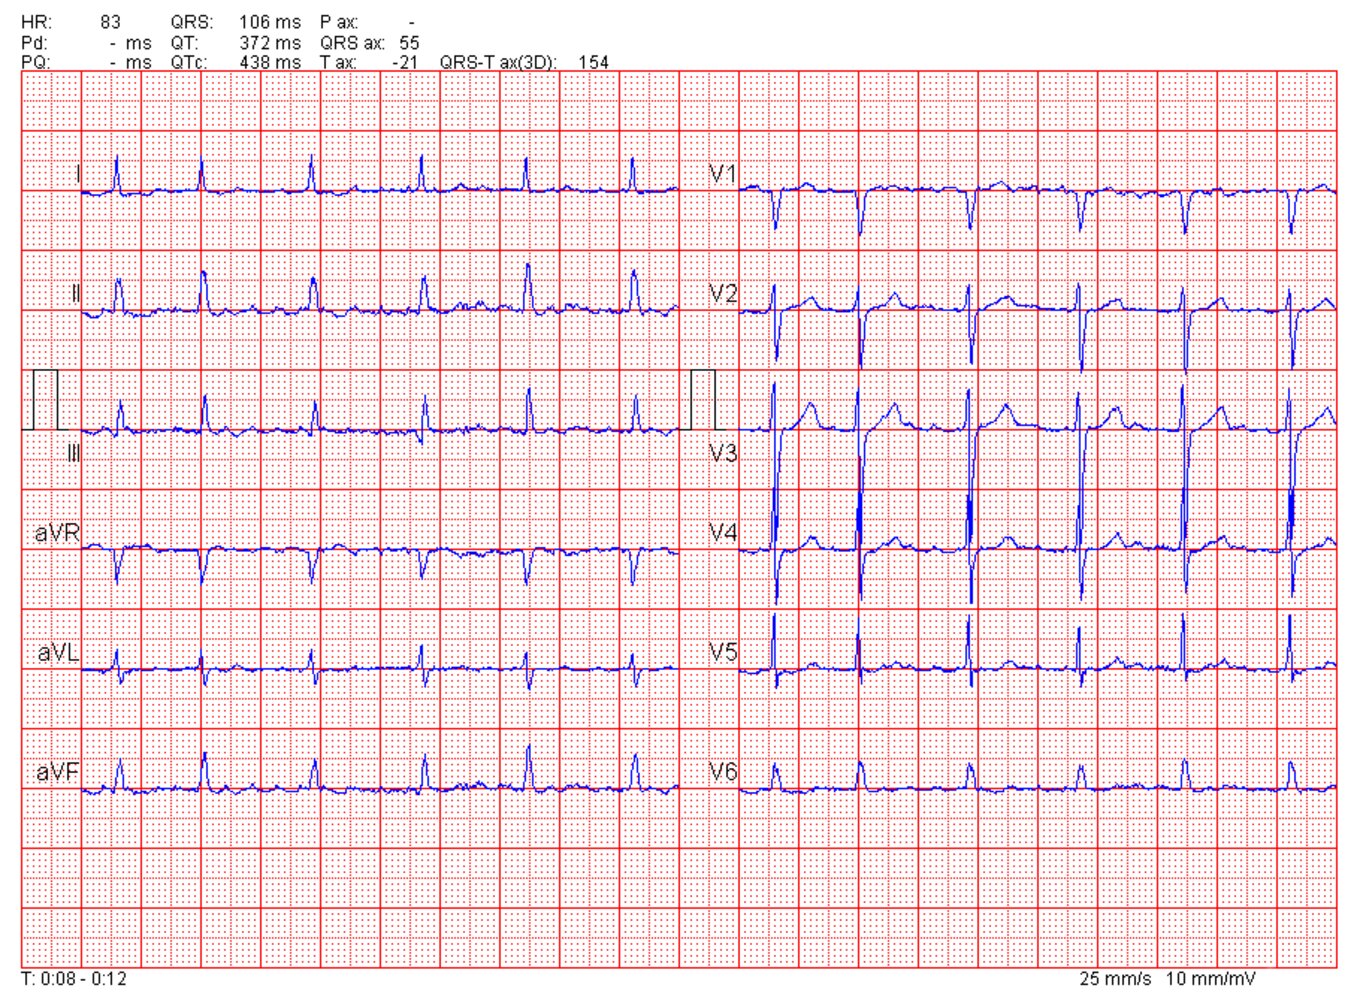 HR: 83 QRS: 106 ms P ax: -
Pd: - ms QT: 372 ms QRS ax: 55
PQ: - ms QTc: 438 ms T ax: -21 QRS-T ax(3D): 154
I
II
III
aVR
aVL
aVF
V1
V2
V3
V4
V5
V6
T: 0:08 - 0:12 25 mm/s 10 mm/mV